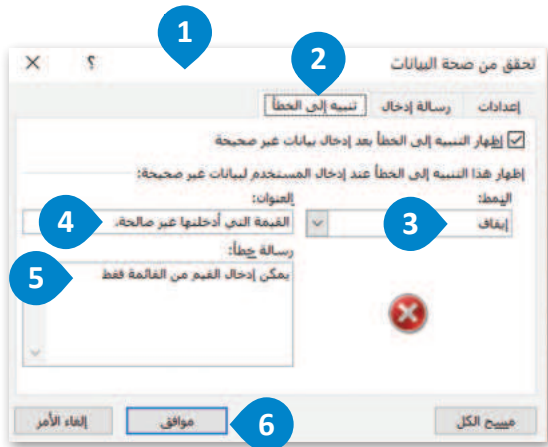 1
2
تحقق من صحة البيانات
؟
إعدادات
رسالة إدخال
تنبيه إلى الخطأ
إظهار التنبيه إلى الخطأ بعد إدخال بيانات غير صحيحة
إظهار هذا التنبيه إلى الخطأ عند إدخال المستخدم لبيانات غير صحيحة:
النمط:
العنوان:
إيقاف
3
القيمة التي أدخلتها غير صالحة.
4
رسالة خطأ:
يمكن إدخال القيم من القائمة فقط
5
مسح الكل
6
موافق
إلغاء الأمر